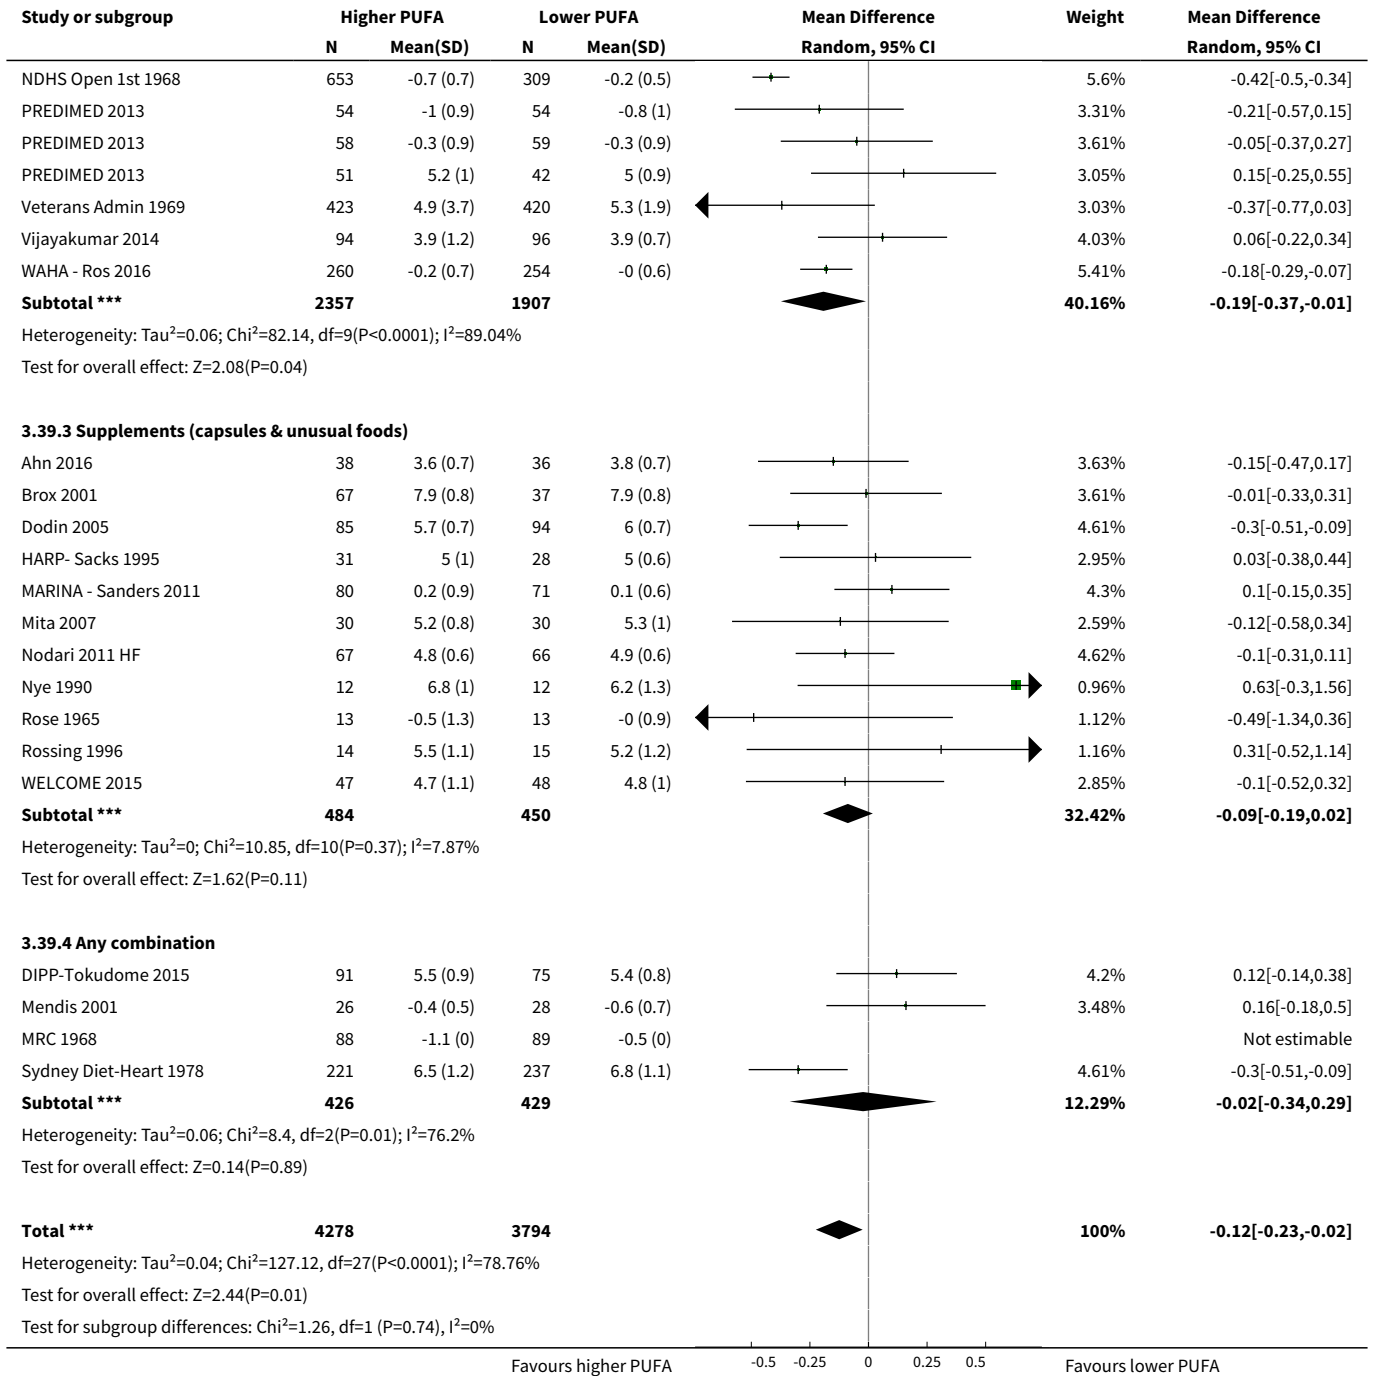 Study or subgroup Higher PUFA Lower PUFA Mean Difference Weight Mean Difference
N Mean(SD) N Mean(SD) Random, 95% CI Random, 95% CI
NDHS Open 1st 1968 653 -0.7 (0.7) 309 -0.2 (0.5) 5.6% -0.42[-0.5,-0.34]
PREDIMED 2013 54 -1 (0.9) 54 -0.8 (1) 3.31% -0.21[-0.57,0.15]
PREDIMED 2013 58 -0.3 (0.9) 59 -0.3 (0.9) 3.61% -0.05[-0.37,0.27]
PREDIMED 2013 51 5.2 (1) 42 5 (0.9) 3.05% 0.15[-0.25,0.55]
Veterans Admin 1969 423 4.9 (3.7) 420 5.3 (1.9) 3.03% -0.37[-0.77,0.03]
Vijayakumar 2014 94 3.9 (1.2) 96 3.9 (0.7) 4.03% 0.06[-0.22,0.34]
WAHA - Ros 2016 260 -0.2 (0.7) 254 -0 (0.6) 5.41% -0.18[-0.29,-0.07]
Subtotal *** 2357 1907 40.16% -0.19[-0.37,-0.01]
Heterogeneity: Tau²=0.06; Chi²=82.14, df=9(P<0.0001); I²=89.04%
Test for overall effect: Z=2.08(P=0.04)
3.39.3 Supplements (capsules & unusual foods)
Ahn 2016 38 3.6 (0.7) 36 3.8 (0.7) 3.63% -0.15[-0.47,0.17]
Brox 2001 67 7.9 (0.8) 37 7.9 (0.8) 3.61% -0.01[-0.33,0.31]
Dodin 2005 85 5.7 (0.7) 94 6 (0.7) 4.61% -0.3[-0.51,-0.09]
HARP- Sacks 1995 31 5 (1) 28 5 (0.6) 2.95% 0.03[-0.38,0.44]
MARINA - Sanders 2011 80 0.2 (0.9) 71 0.1 (0.6) 4.3% 0.1[-0.15,0.35]
Mita 2007 30 5.2 (0.8) 30 5.3 (1) 2.59% -0.12[-0.58,0.34]
Nodari 2011 HF 67 4.8 (0.6) 66 4.9 (0.6) 4.62% -0.1[-0.31,0.11]
Nye 1990 12 6.8 (1) 12 6.2 (1.3) 0.96% 0.63[-0.3,1.56]
Rose 1965 13 -0.5 (1.3) 13 -0 (0.9) 1.12% -0.49[-1.34,0.36]
Rossing 1996 14 5.5 (1.1) 15 5.2 (1.2) 1.16% 0.31[-0.52,1.14]
WELCOME 2015 47 4.7 (1.1) 48 4.8 (1) 2.85% -0.1[-0.52,0.32]
Subtotal *** 484 450 32.42% -0.09[-0.19,0.02]
Heterogeneity: Tau²=0; Chi²=10.85, df=10(P=0.37); I²=7.87%
Test for overall effect: Z=1.62(P=0.11)
3.39.4 Any combination
DIPP-Tokudome 2015 91 5.5 (0.9) 75 5.4 (0.8) 4.2% 0.12[-0.14,0.38]
Mendis 2001 26 -0.4 (0.5) 28 -0.6 (0.7) 3.48% 0.16[-0.18,0.5]
MRC 1968 88 -1.1 (0) 89 -0.5 (0) Not estimable
Sydney Diet-Heart 1978 221 6.5 (1.2) 237 6.8 (1.1) 4.61% -0.3[-0.51,-0.09]
Subtotal *** 426 429 12.29% -0.02[-0.34,0.29]
Heterogeneity: Tau²=0.06; Chi²=8.4, df=2(P=0.01); I²=76.2%
Test for overall effect: Z=0.14(P=0.89)
Total *** 4278 3794 100% -0.12[-0.23,-0.02]
Heterogeneity: Tau²=0.04; Chi²=127.12, df=27(P<0.0001); I²=78.76%
Test for overall effect: Z=2.44(P=0.01)
Test for subgroup differences: Chi²=1.26, df=1 (P=0.74), I²=0%
Favours higher PUFA -0.5 -0.25 0 0.25 0.5 Favours lower PUFA